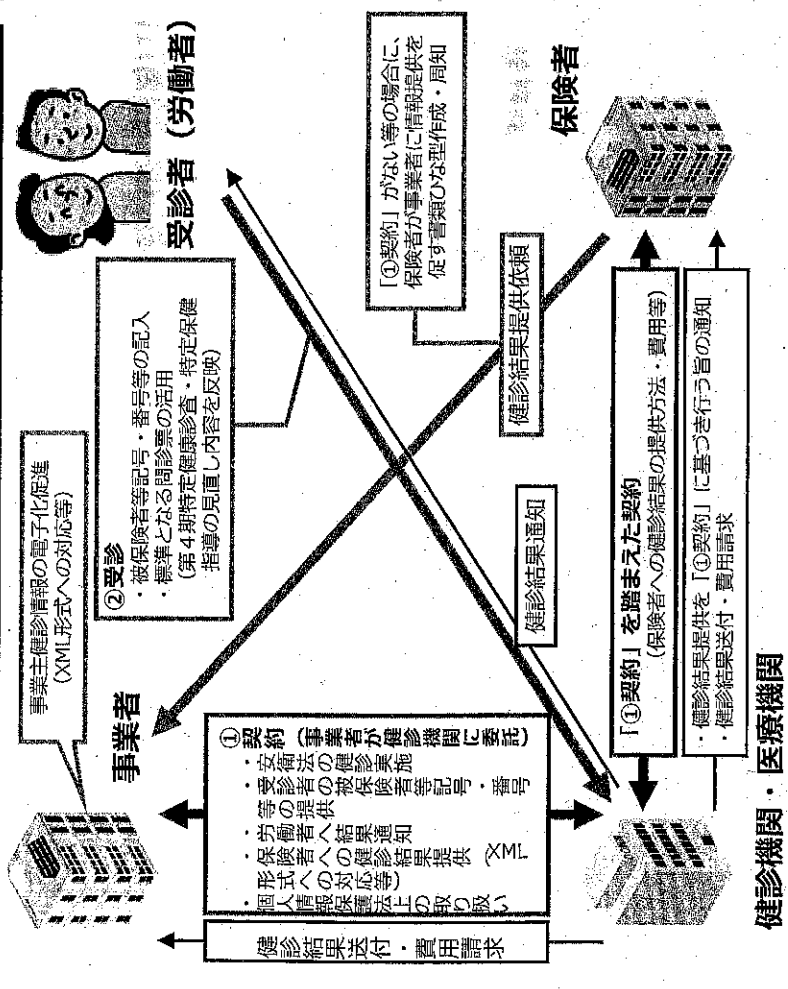 事業主健診情報の電子化促進
(XML形式への対応等)
事業者
受診者 (労働者)
②受診
・被保険者等記号・番号等の記入
・標準となる問診票の活用
(第4期特定健康診査・特定保健
指導の見直し内容を反映)
①契約 (事業者が健診機関に委託)
・安衛法の健診実施
・受診者の被保険者等記号・番号
等の提供
・労働者へ結果通知
・保険者への健診結果提供 (XML
形式への対応等)
・個人情報保護法上の取り扱い
健診結果送付・費用請求
健診結果通知
健診結果提供依頼
「①契約」がない等の場合に、
保険者が事業者に情報提供を
促す書類ひな型作成・周知
「①契約」を踏まえた契約
(保険者への健診結果の提供方法・費用等)
・健診結果提供を「①契約」に基づき行う旨の通知
・健診結果送付・費用請求
健診機関・医療機関
保険者